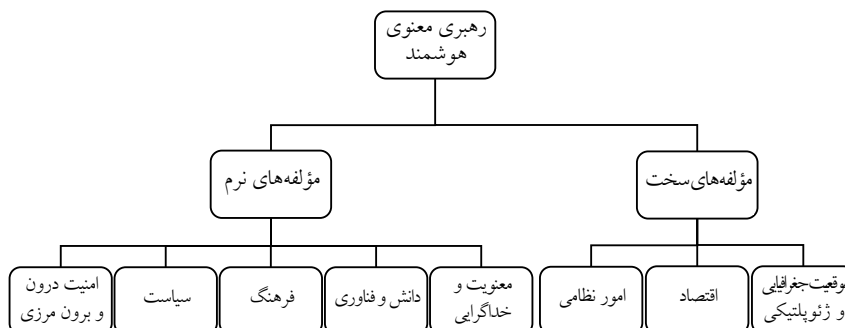 رهبری معنوی
هوشمند
مؤلفه‌های سخت
مؤلفه‌های نرم
موقعیت جغرافیایی
و ژئوپلتیکی
اقتصاد
امور نظامی
معنویت و
خداگرایی
دانش و فناوری
فرهنگ
سیاست
امنیت درون
و برون مرزی